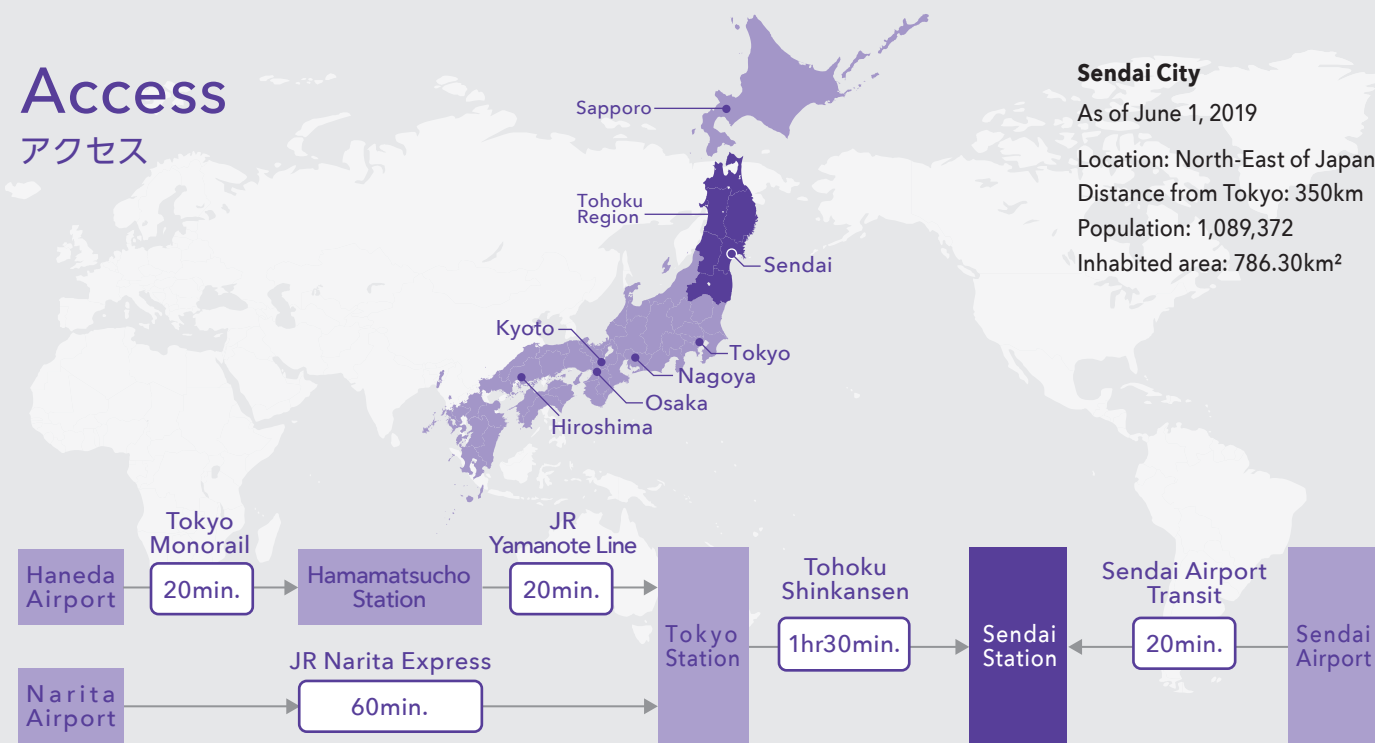 Access
アクセス
Sapporo
Tohoku
Region
Sendai
Kyoto
Tokyo
Nagoya
Osaka
Hiroshima
Sendai City
As of June 1, 2019
Location: North-East of Japan
Distance from Tokyo: 350km
Population: 1,089,372
Inhabited area: 786.30km²
Haneda
Airport
Tokyo
Monorail
20min.
Hamamatsucho
Station
JR
Yamanote Line
20min.
Narita
Airport
JR Narita Express
60min.
Tokyo
Station
Tohoku
Shinkansen
1hr30min.
Sendai
Station
Sendai Airport
Transit
20min.
Sendai
Airport